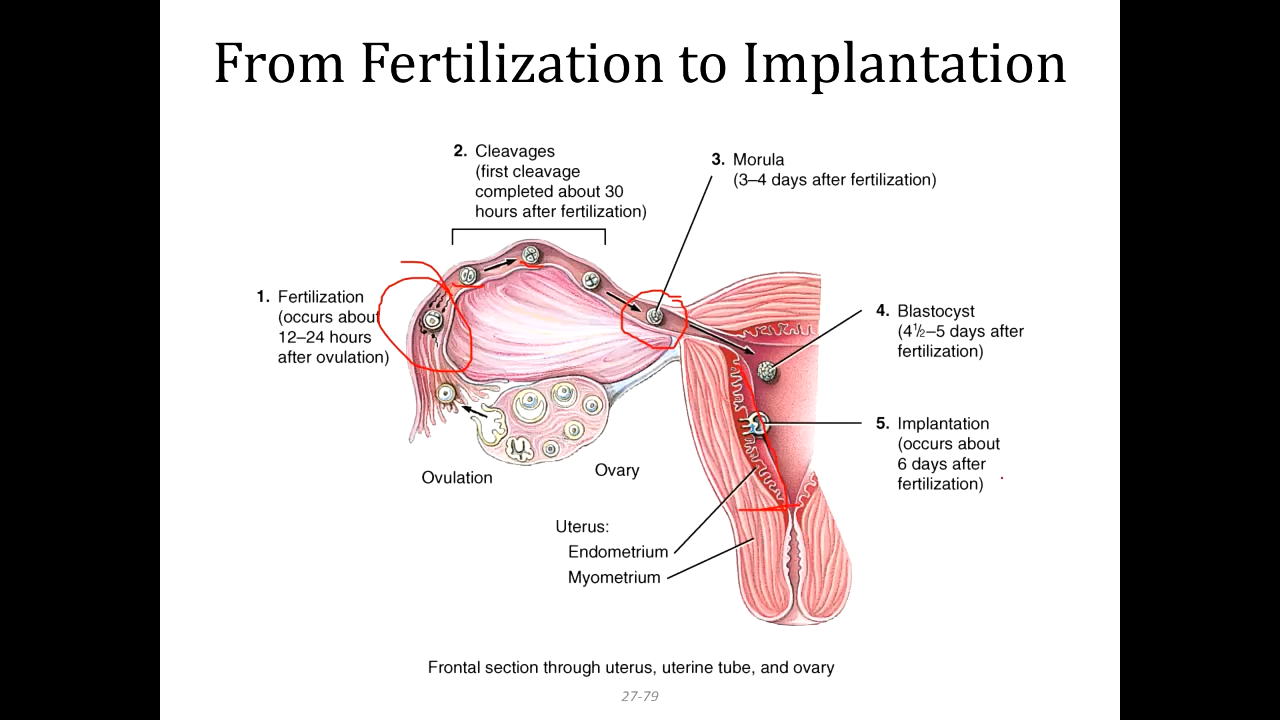 From Fertilization to Implantation
2. Cleavages
(first cleavage
completed about 30
hours after fertilization)
3. Morula
(3–4 days after fertilization)
1. Fertilization
(occurs about
12–24 hours
after ovulation)
4. Blastocyst
(4½–5 days after
fertilization)
5. Implantation
(occurs about
6 days after
fertilization)
Ovulation
Ovary
Uterus:
Endometrium
Myometrium
Frontal section through uterus, uterine tube, and ovary
27-79